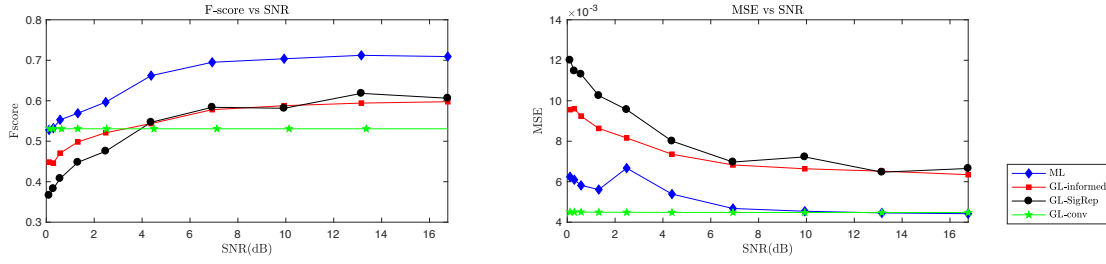 F-score vs SNR
Fscore
0.8
0.7
0.6
0.5
0.4
0.3
0 2 4 6 8 10 12 14 16
SNR(dB)
MSE vs SNR
×10⁻³
MSE
14
12
10
8
6
4
0 2 4 6 8 10 12 14 16
SNR(dB)
ML
GL-informed
GL-SigRep
GL-conv